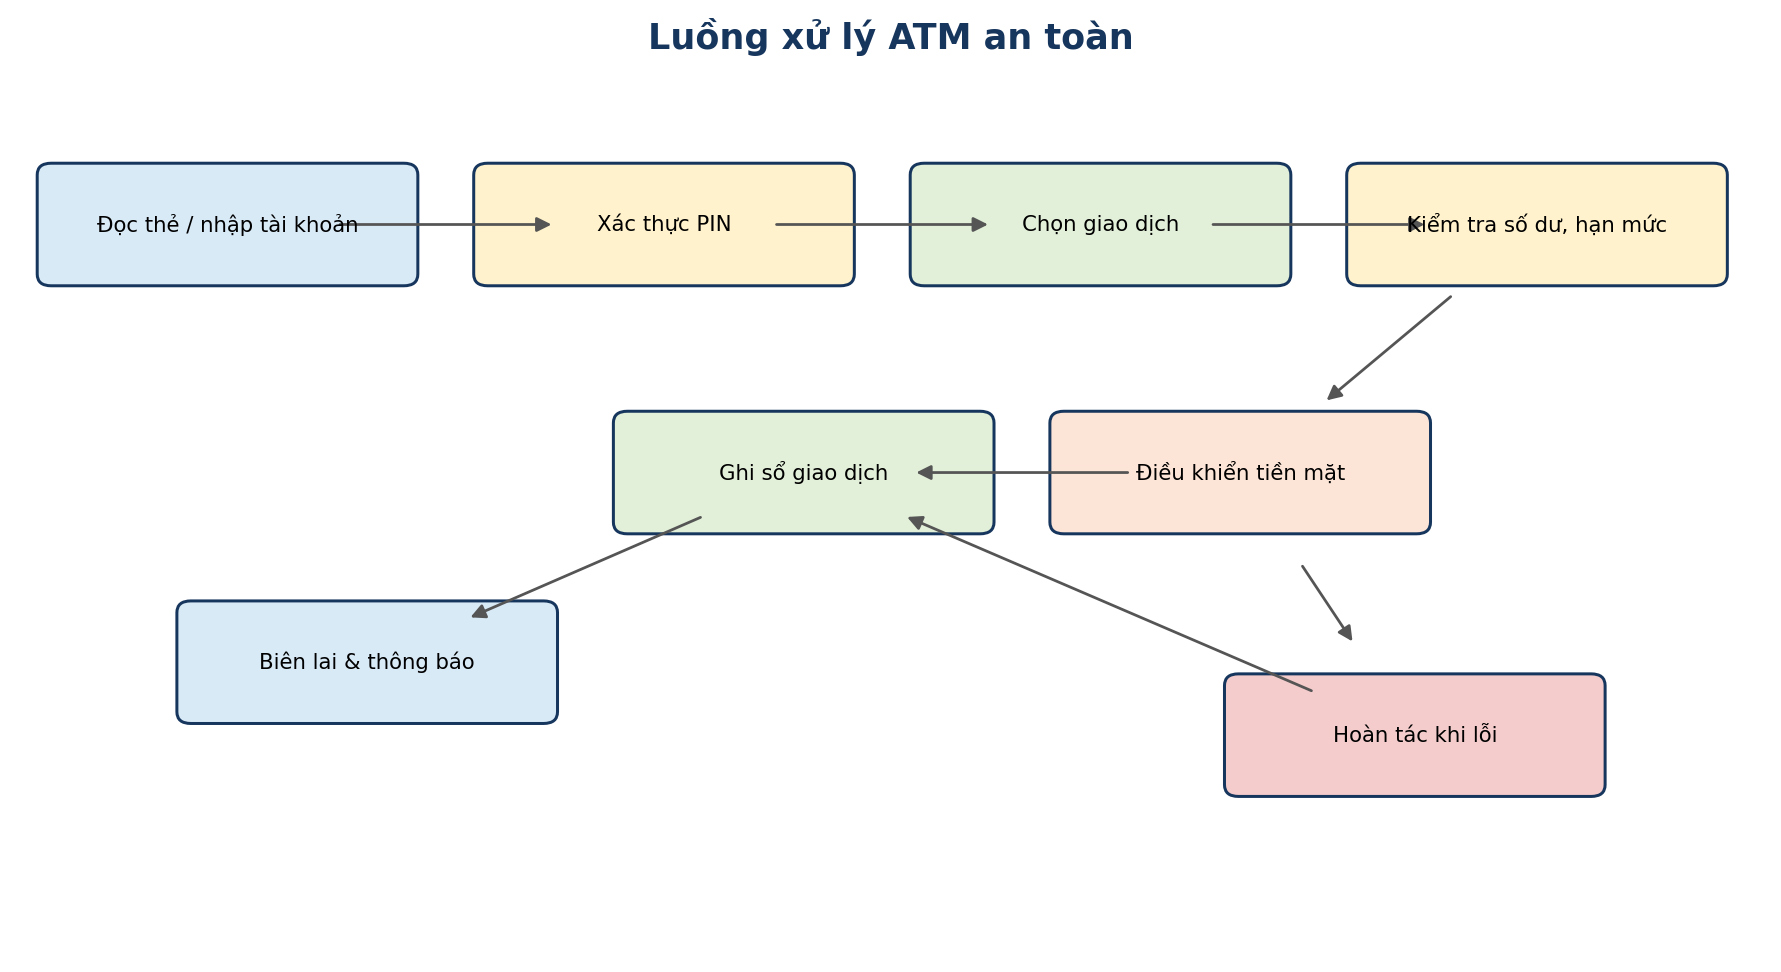 Luồng xử lý ATM an toàn
Đọc thẻ / nhập tài khoản
Xác thực PIN
Chọn giao dịch
Kiểm tra số dư, hạn mức
Ghi sổ giao dịch
Điều khiển tiền mặt
Biên lai & thông báo
Hoàn tác khi lỗi